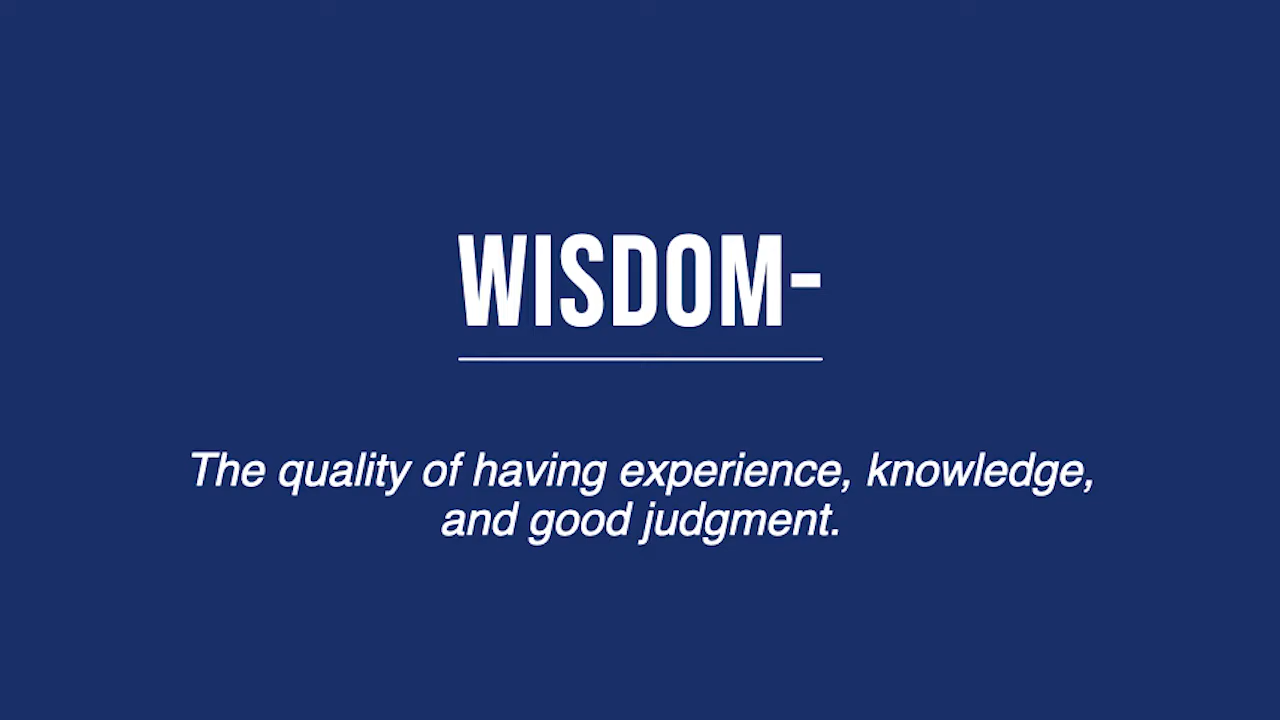 WISDOM-
The quality of having experience, knowledge,
and good judgment.